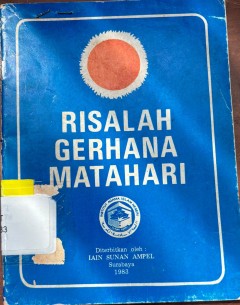 RISALAH
GERHANA
MATAHARI
Diterbitkan oleh :
IAIN SUNAN AMPEL
Surabaya
1983